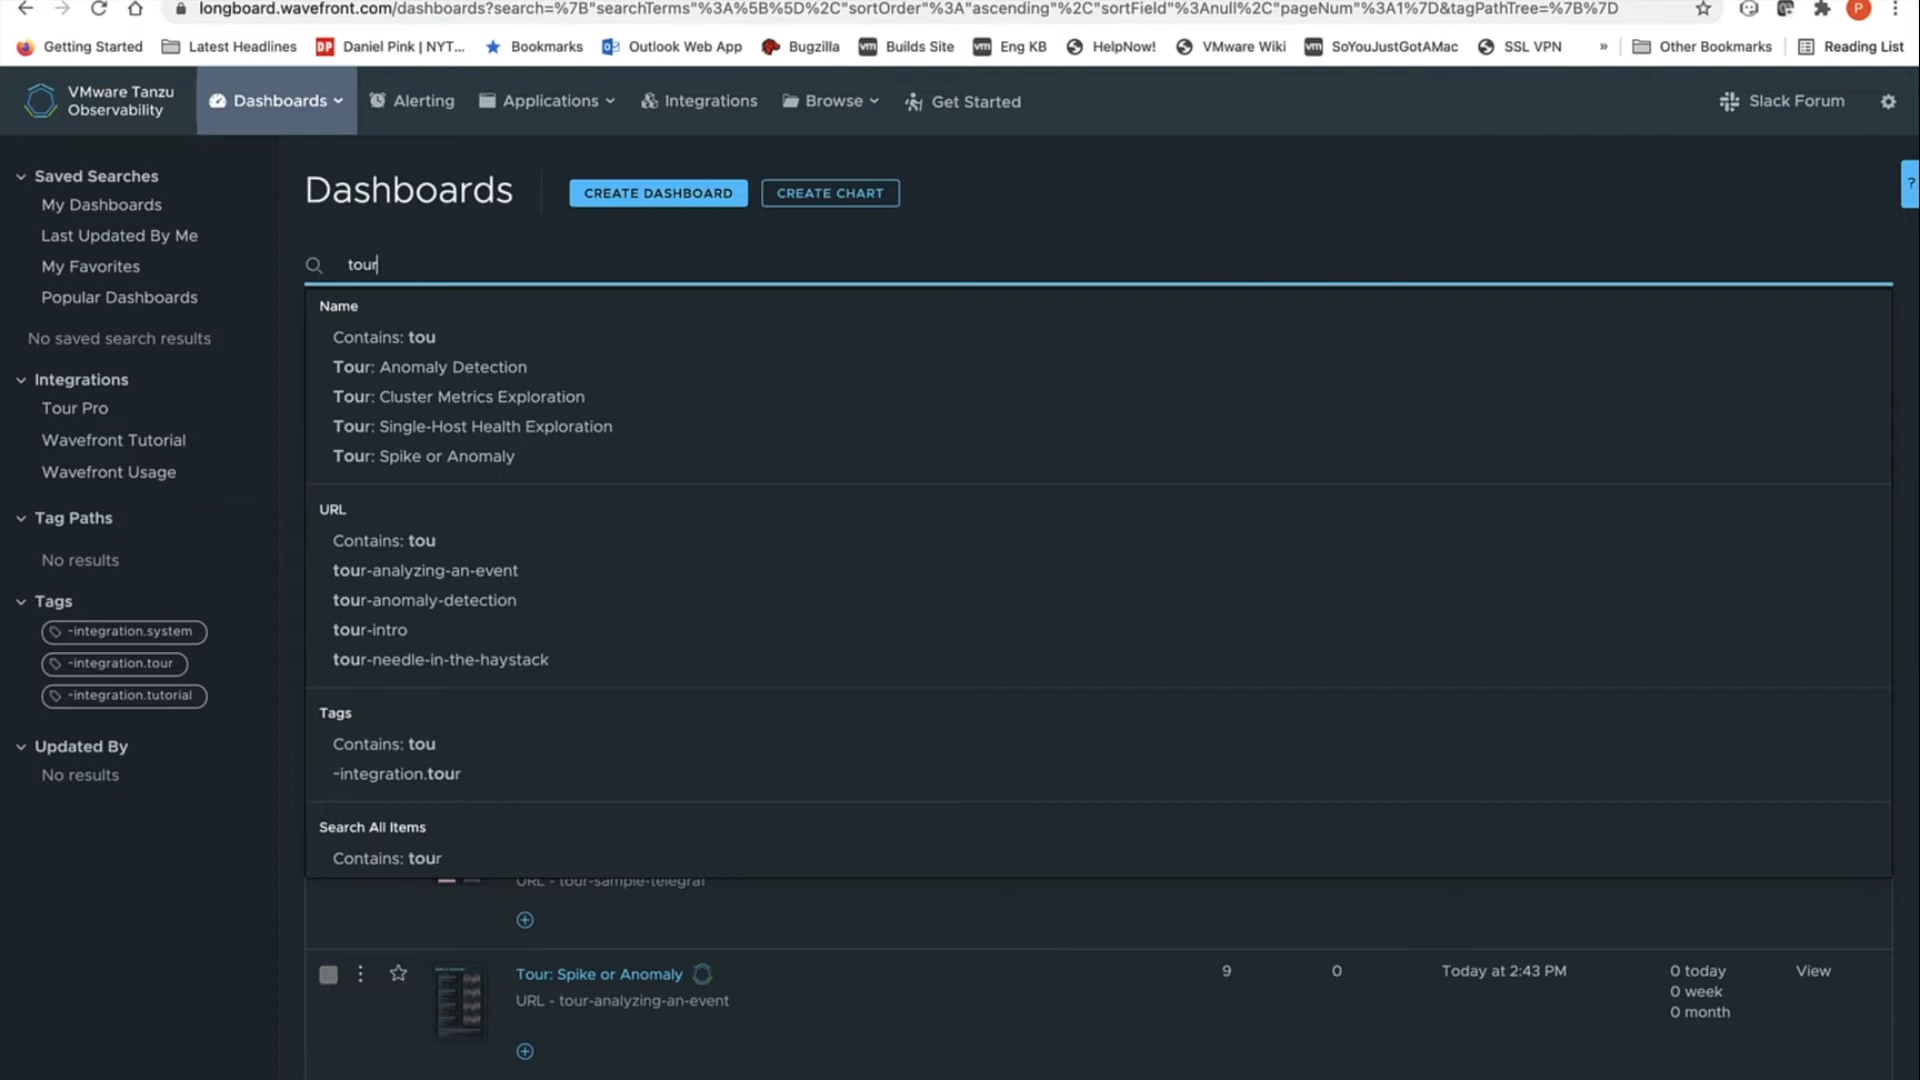 longboard.wavefront.com/dashboards?search=%7B"searchTerms"%3A%5B%5D%2C"sortOrder"%3A"ascending"%2C"sortField"%3Anull%2C"pageNum"%3A1%7D&tagPathTree=%7B%7D
P
Getting Started Latest Headlines DP Daniel Pink | NYT... Bookmarks Outlook Web App Bugzilla vm Builds Site vm Eng KB HelpNow! VMware Wiki vm SoYouJustGotAMac SSL VPN » Other Bookmarks Reading List
VMware Tanzu
Observability
Dashboards Alerting Applications Integrations Browse Get Started Slack Forum
Saved Searches
My Dashboards
Last Updated By Me
My Favorites
Popular Dashboards
No saved search results
Integrations
Tour Pro
Wavefront Tutorial
Wavefront Usage
Tag Paths
No results
Tags
~integration.system
~integration.tour
~integration.tutorial
Updated By
No results
Dashboards
CREATE DASHBOARD CREATE CHART
?
tour
Name
Contains: tou
Tour: Anomaly Detection
Tour: Cluster Metrics Exploration
Tour: Single-Host Health Exploration
Tour: Spike or Anomaly
URL
Contains: tou
tour-analyzing-an-event
tour-anomaly-detection
tour-intro
tour-needle-in-the-haystack
Tags
Contains: tou
~integration.tour
Search All Items
Contains: tour
URL - tour-sample-telegraf
Tour: Spike or Anomaly 9 0 Today at 2:43 PM 0 today View
URL - tour-analyzing-an-event 0 week
0 month